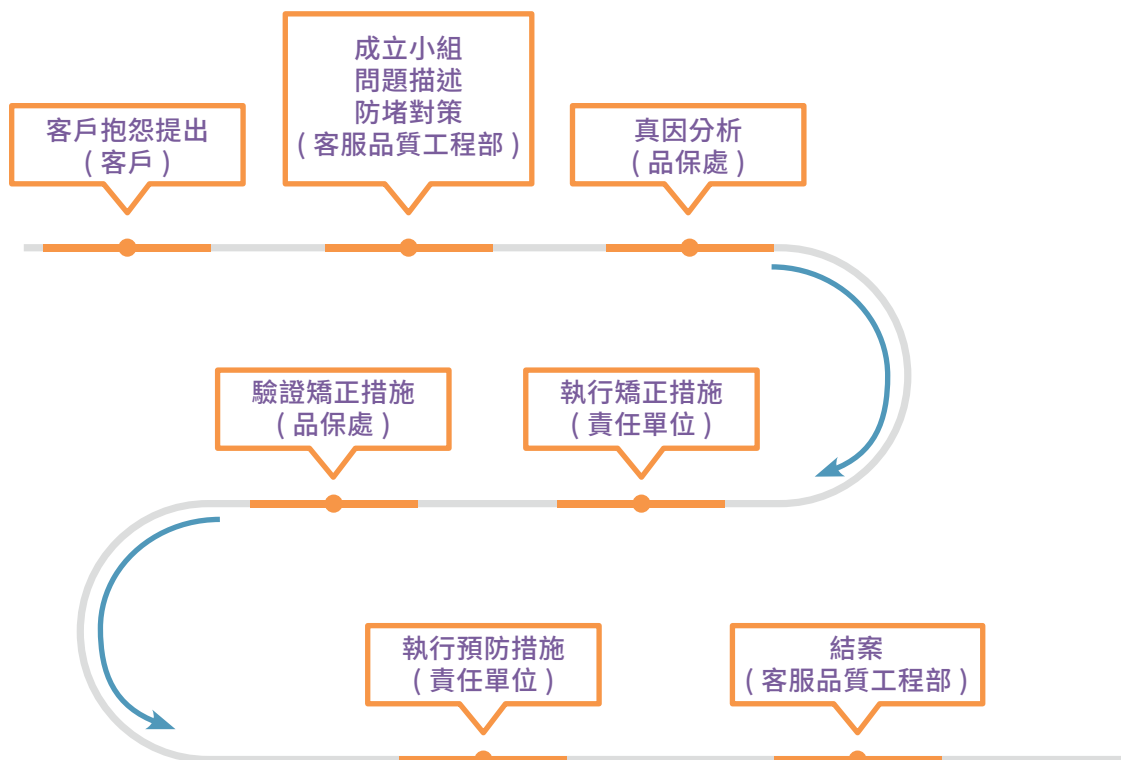 客戶抱怨提出
( 客戶 )
成立小組
問題描述
防堵對策
( 客服品質工程部 )
真因分析
( 品保處 )
執行矯正措施
( 責任單位 )
驗證矯正措施
( 品保處 )
執行預防措施
( 責任單位 )
結案
( 客服品質工程部 )